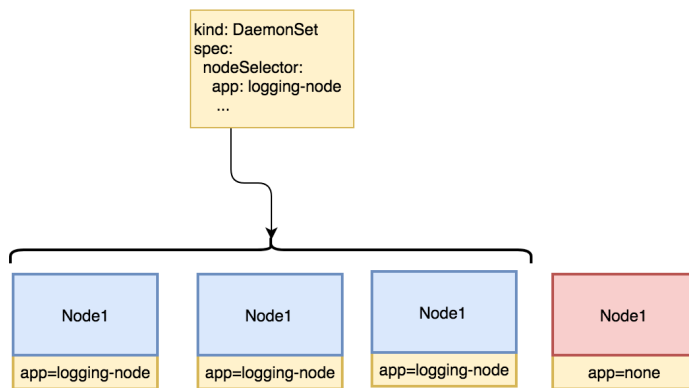 kind: DaemonSet
spec:
  nodeSelector:
    app: logging-node
    ...
Node1
Node1
Node1
Node1
app=logging-node
app=logging-node
app=logging-node
app=none